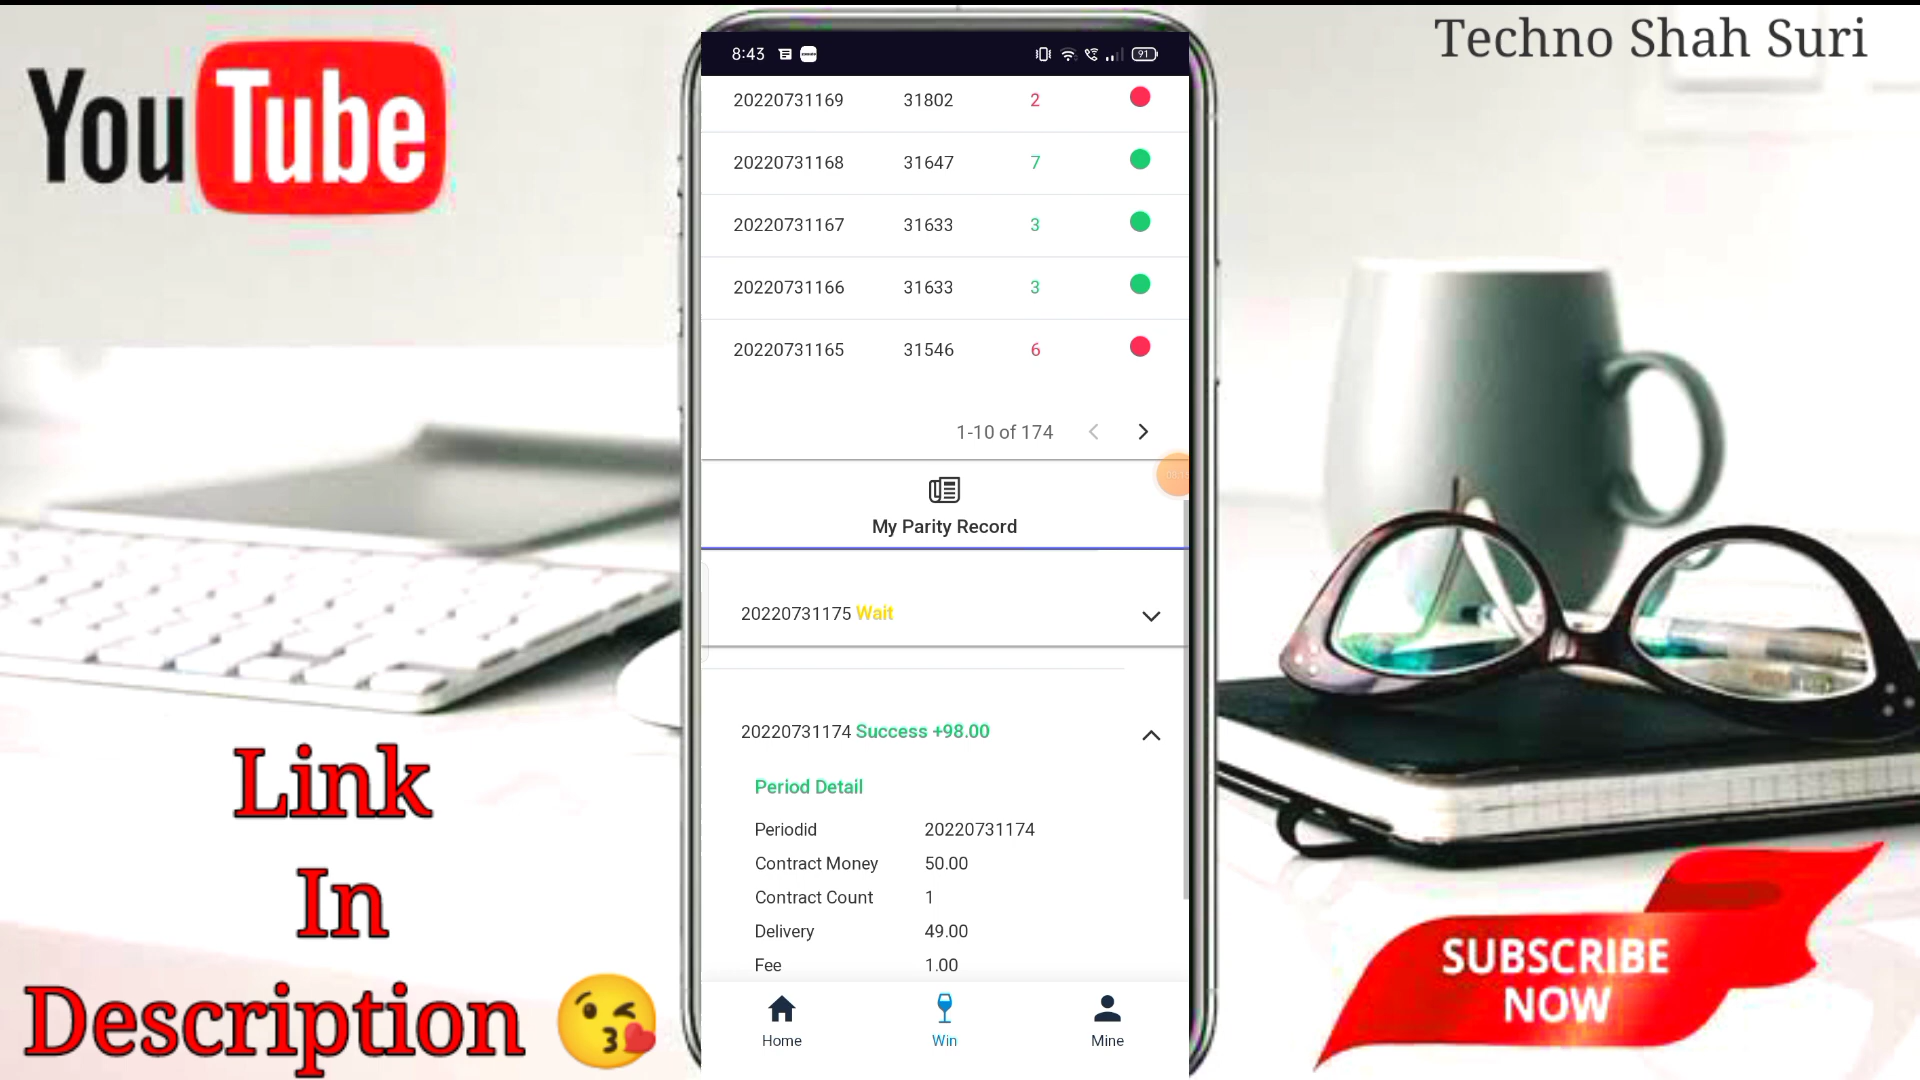 YouTube
Techno Shah Suri
8:43
91
20220731169 31802 2
20220731168 31647 7
20220731167 31633 3
20220731166 31633 3
20220731165 31546 6
1-10 of 174
My Parity Record
20220731175 Wait
20220731174 Success +98.00
Period Detail
Periodid 20220731174
Contract Money 50.00
Contract Count 1
Delivery 49.00
Fee 1.00
Home
Win
Mine
Link
In
Description
SUBSCRIBE
NOW